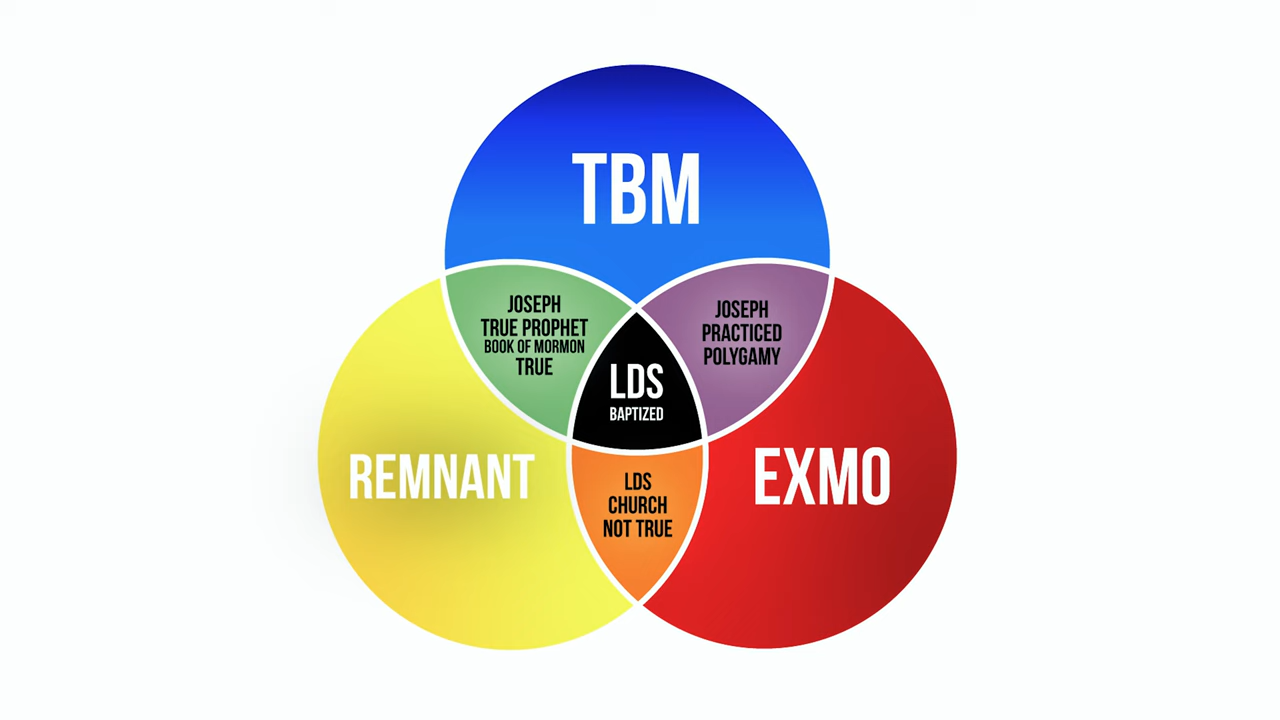 TBM
JOSEPH
TRUE PROPHET
BOOK OF MORMON
TRUE
JOSEPH
PRACTICED
POLYGAMY
LDS
BAPTIZED
REMNANT
EXMO
LDS
CHURCH
NOT TRUE